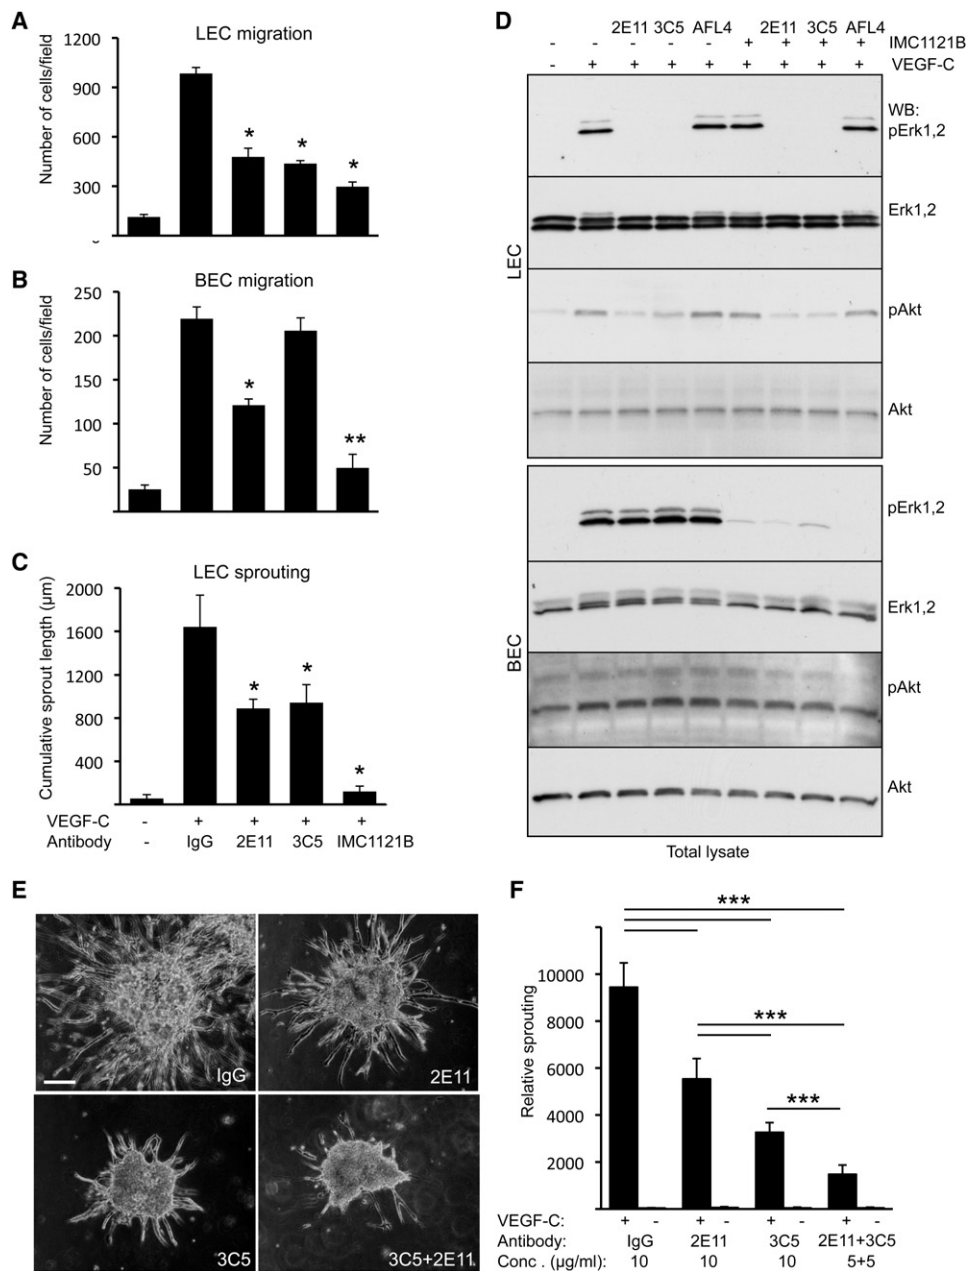 A
LEC migration
Number of cells/field
1200
900
600
300
*
*
*
B
BEC migration
Number of cells/field
250
200
150
100
50
*
**
C
LEC sprouting
Cumulative sprout length (µm)
2000
1600
1200
800
400
*
*
*
VEGF-C - + + + +
Antibody - IgG 2E11 3C5 IMC1121B
D
2E11 3C5 AFL4 2E11 3C5 AFL4
- - - - - + + + + IMC1121B
- + + + + + + + + VEGF-C
LEC
WB:
pErk1,2
Erk1,2
pAkt
Akt
BEC
pErk1,2
Erk1,2
pAkt
Akt
Total lysate
E
IgG
2E11
3C5
3C5+2E11
F
Relative sprouting
10000
8000
6000
4000
2000
***
***
***
VEGF-C: + - + - + - + -
Antibody: IgG 2E11 3C5 2E11+3C5
Conc . (µg/ml): 10 10 10 5+5